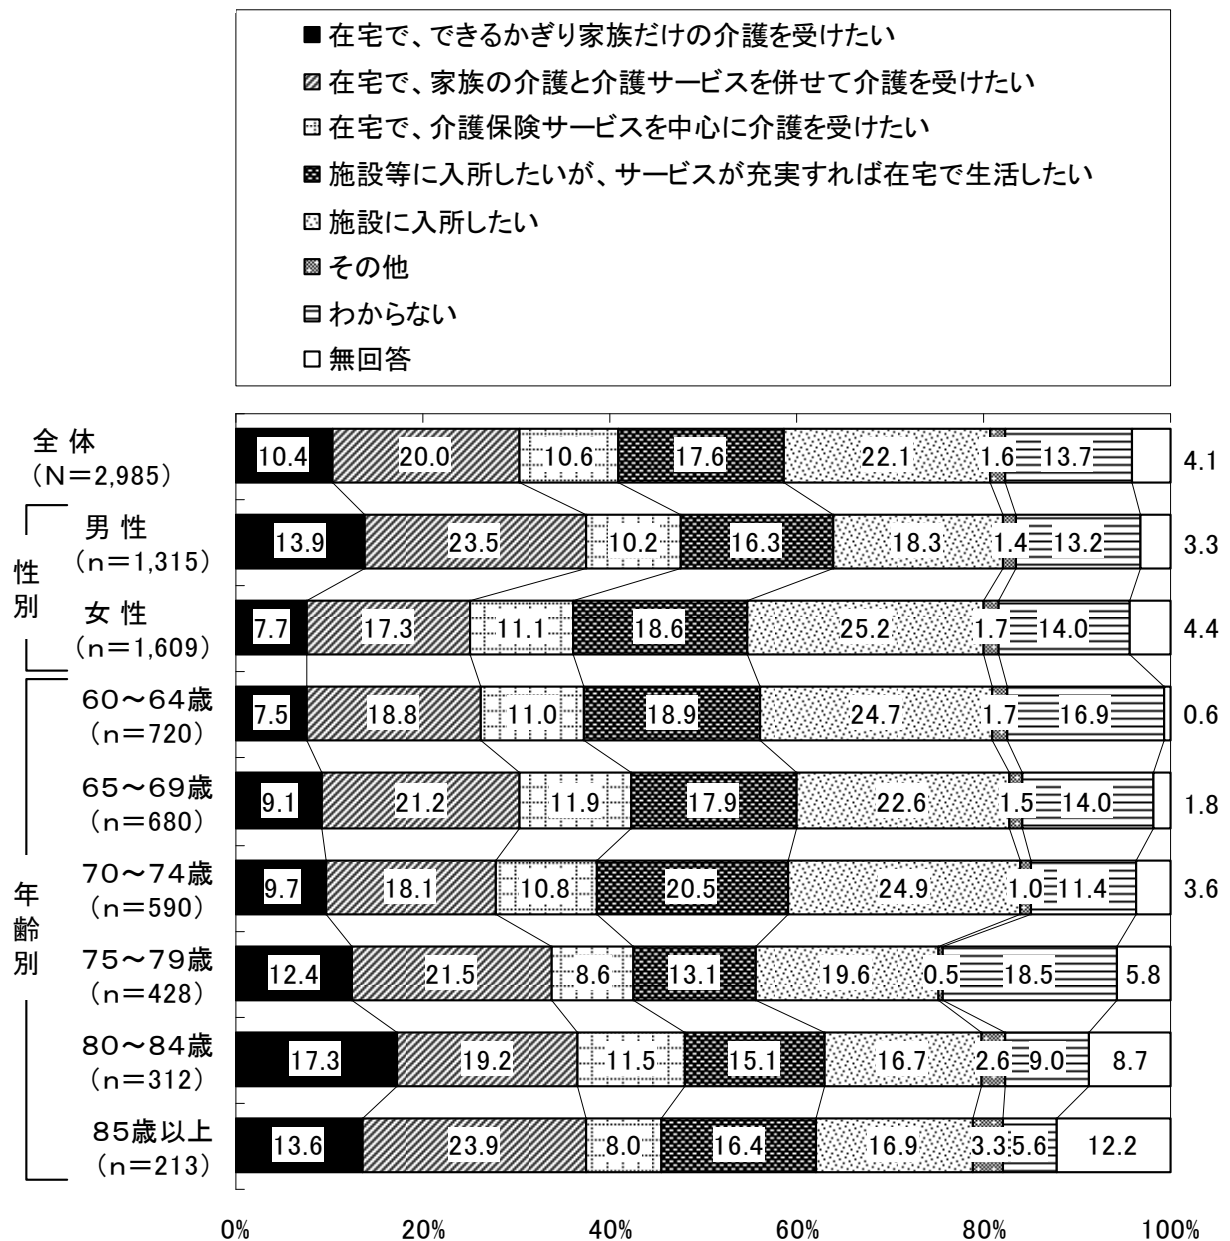 在宅で、できるかぎり家族だけの介護を受けたい
在宅で、家族の介護と介護サービスを併せて介護を受けたい
在宅で、介護保険サービスを中心に介護を受けたい
施設等に入所したいが、サービスが充実すれば在宅で生活したい
施設に入所したい
その他
わからない
無回答
全体
(N=2,985)
10.4 20.0 10.6 17.6 22.1 1.6 13.7 4.1
性別
男性
(n=1,315)
13.9 23.5 10.2 16.3 18.3 1.4 13.2 3.3
女性
(n=1,609)
7.7 17.3 11.1 18.6 25.2 1.7 14.0 4.4
年齢別
60～64歳
(n=720)
7.5 18.8 11.0 18.9 24.7 1.7 16.9 0.6
65～69歳
(n=680)
9.1 21.2 11.9 17.9 22.6 1.5 14.0 1.8
70～74歳
(n=590)
9.7 18.1 10.8 20.5 24.9 1.0 11.4 3.6
75～79歳
(n=428)
12.4 21.5 8.6 13.1 19.6 0.5 18.5 5.8
80～84歳
(n=312)
17.3 19.2 11.5 15.1 16.7 2.6 9.0 8.7
85歳以上
(n=213)
13.6 23.9 8.0 16.4 16.9 3.3 5.6 12.2
0% 20% 40% 60% 80% 100%